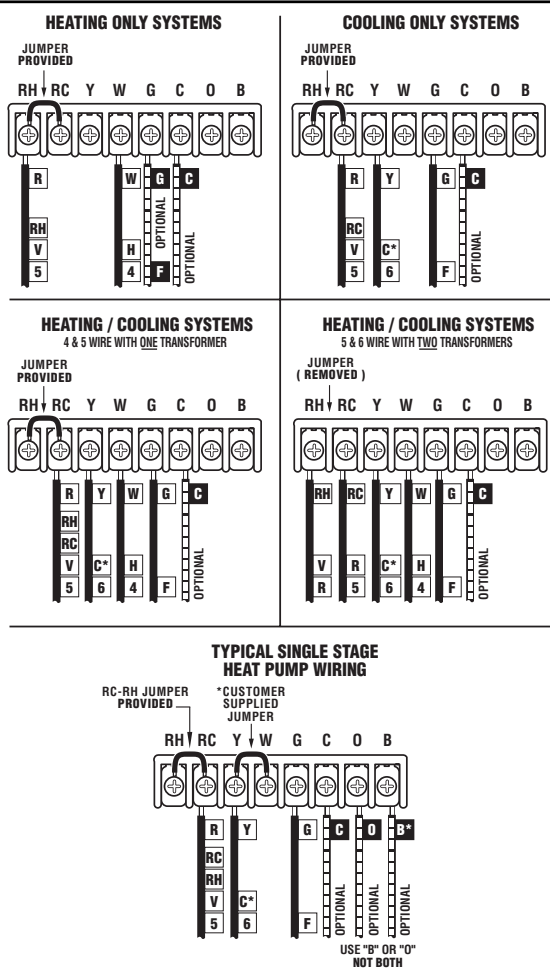 HEATING ONLY SYSTEMS
JUMPER
PROVIDED
RH RC Y W G C O B
R W G C
RH
V H
5 4 F
OPTIONAL
OPTIONAL
COOLING ONLY SYSTEMS
JUMPER
PROVIDED
RH RC Y W G C O B
R Y G C
RC
V C*
5 6 F
OPTIONAL
HEATING / COOLING SYSTEMS
4 & 5 WIRE WITH ONE TRANSFORMER
JUMPER
PROVIDED
RH RC Y W G C O B
R Y W G C
RH
RC
V C* H
5 6 4 F
OPTIONAL
HEATING / COOLING SYSTEMS
5 & 6 WIRE WITH TWO TRANSFORMERS
JUMPER
( REMOVED )
RH RC Y W G C O B
RH RC Y W G C
V R C* H
R 5 6 4 F
OPTIONAL
TYPICAL SINGLE STAGE
HEAT PUMP WIRING
RC-RH JUMPER
PROVIDED
*CUSTOMER
SUPPLIED
JUMPER
RH RC Y W G C O B
R Y G C O B*
RC
RH
V C*
5 6 F
OPTIONAL
OPTIONAL
OPTIONAL
USE "B" OR "O"
NOT BOTH